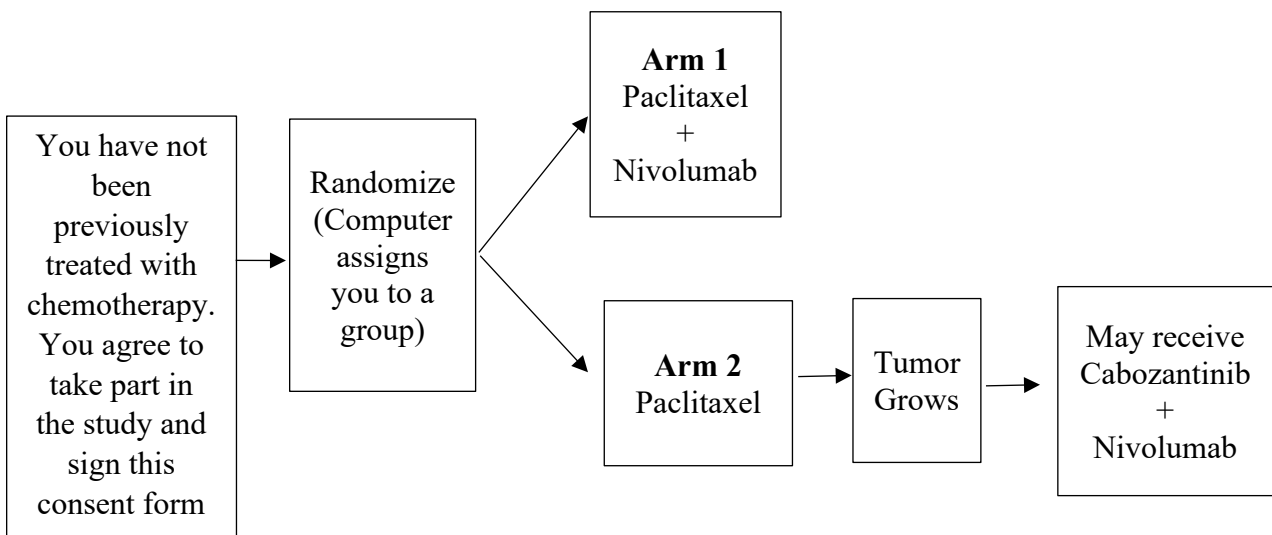 You have not
been
previously
treated with
chemotherapy.
You agree to
take part in
the study and
sign this
consent form
Randomize
(Computer
assigns
you to a
group)
Arm 1
Paclitaxel
+
Nivolumab
Arm 2
Paclitaxel
Tumor
Grows
May receive
Cabozantinib
+
Nivolumab